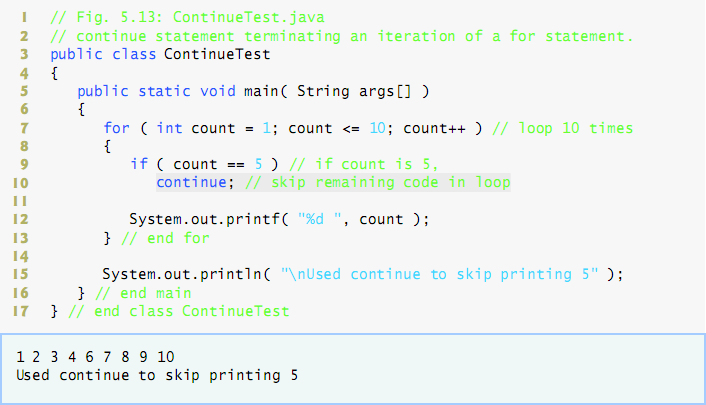 1 // Fig. 5.13: ContinueTest.java
2 // continue statement terminating an iteration of a for statement.
3 public class ContinueTest
4 {
5 public static void main( String args[] )
6 {
7 for ( int count = 1; count <= 10; count++ ) // loop 10 times
8 {
9 if ( count == 5 ) // if count is 5,
10 continue; // skip remaining code in loop
11
12 System.out.printf( "%d ", count );
13 } // end for
14
15 System.out.println( "\nUsed continue to skip printing 5" );
16 } // end main
17 } // end class ContinueTest
1 2 3 4 6 7 8 9 10
Used continue to skip printing 5